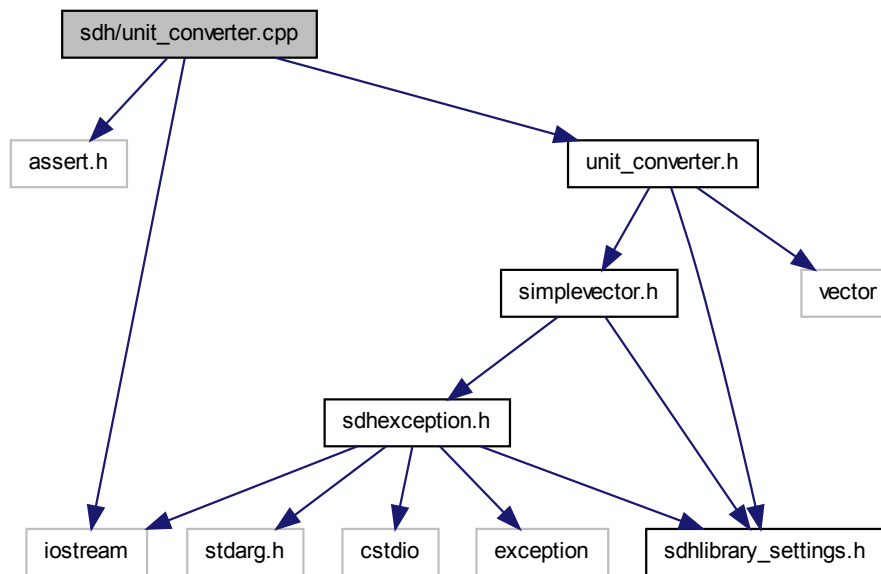 sdh/unit_converter.cpp
assert.h
unit_converter.h
simplevector.h
vector
sdhexception.h
iostream
stdarg.h
cstdio
exception
sdhlibrary_settings.h